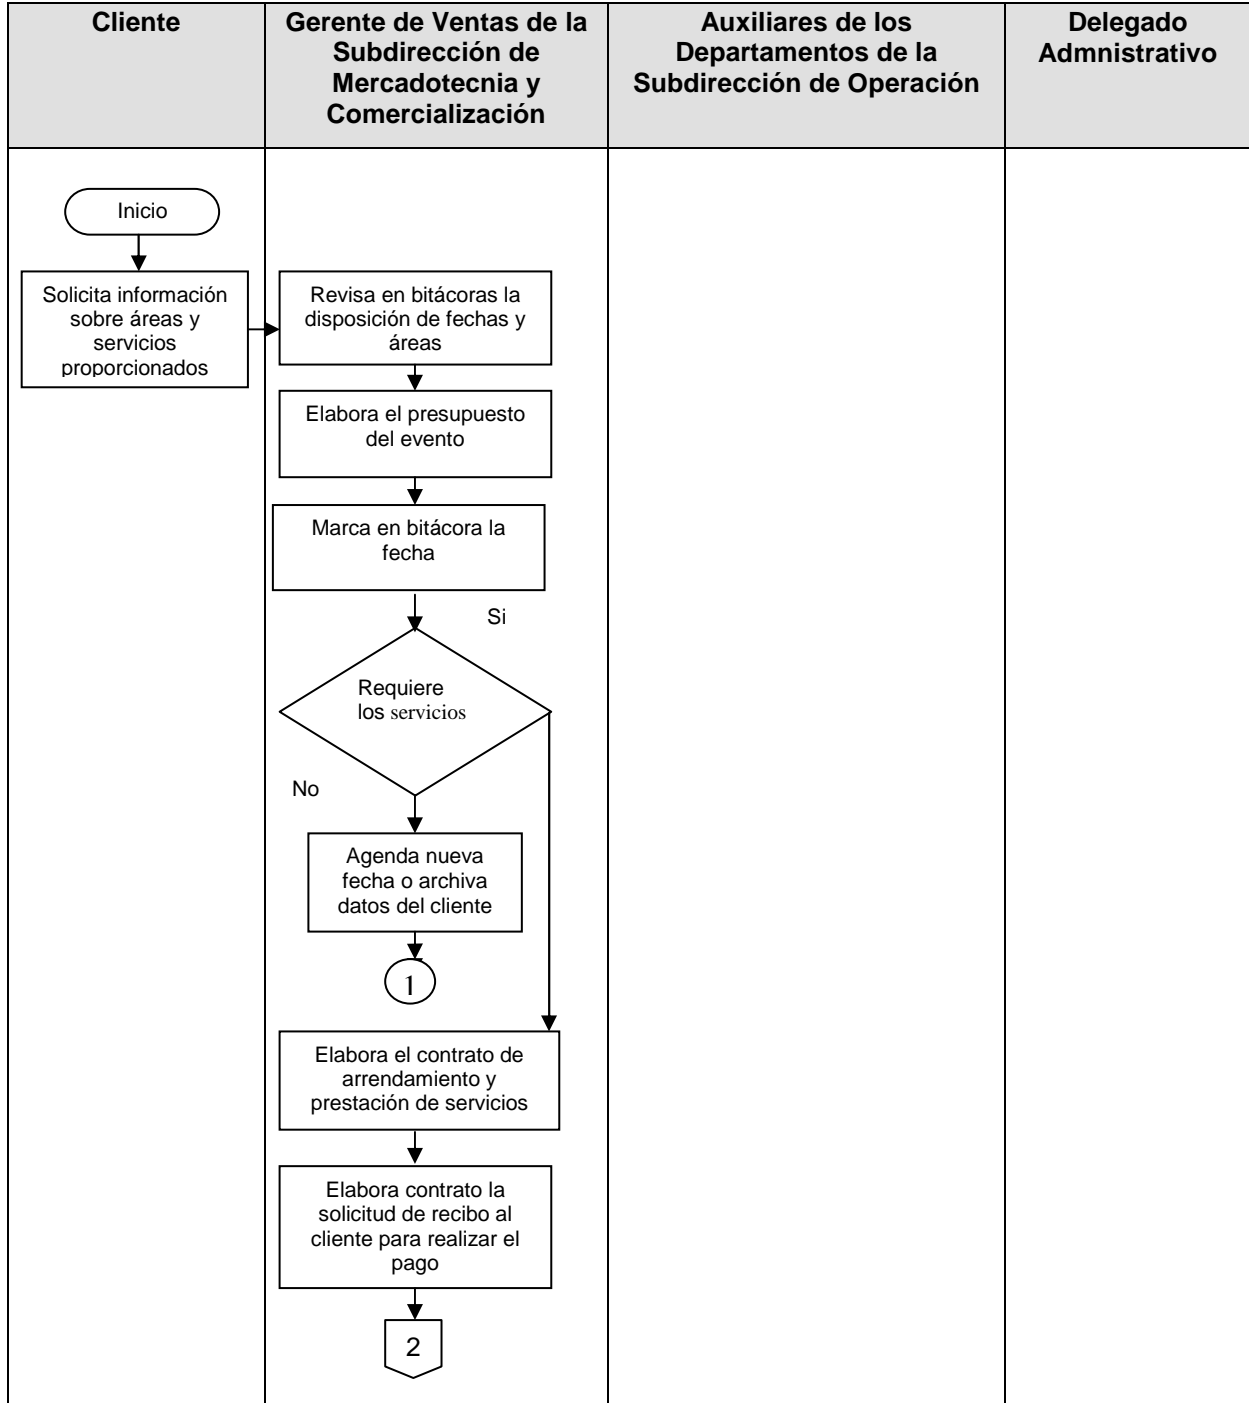 Cliente
Gerente de Ventas de la
Subdirección de
Mercadotecnia y
Comercialización
Auxiliares de los
Departamentos de la
Subdirección de Operación
Delegado
Admnistrativo
Inicio
Solicita información
sobre áreas y
servicios
proporcionados
Revisa en bitácoras la
disposición de fechas y
áreas
Elabora el presupuesto
del evento
Marca en bitácora la
fecha
Si
Requiere
los servicios
No
Agenda nueva
fecha o archiva
datos del cliente
1
Elabora el contrato de
arrendamiento y
prestación de servicios
Elabora contrato la
solicitud de recibo al
cliente para realizar el
pago
2